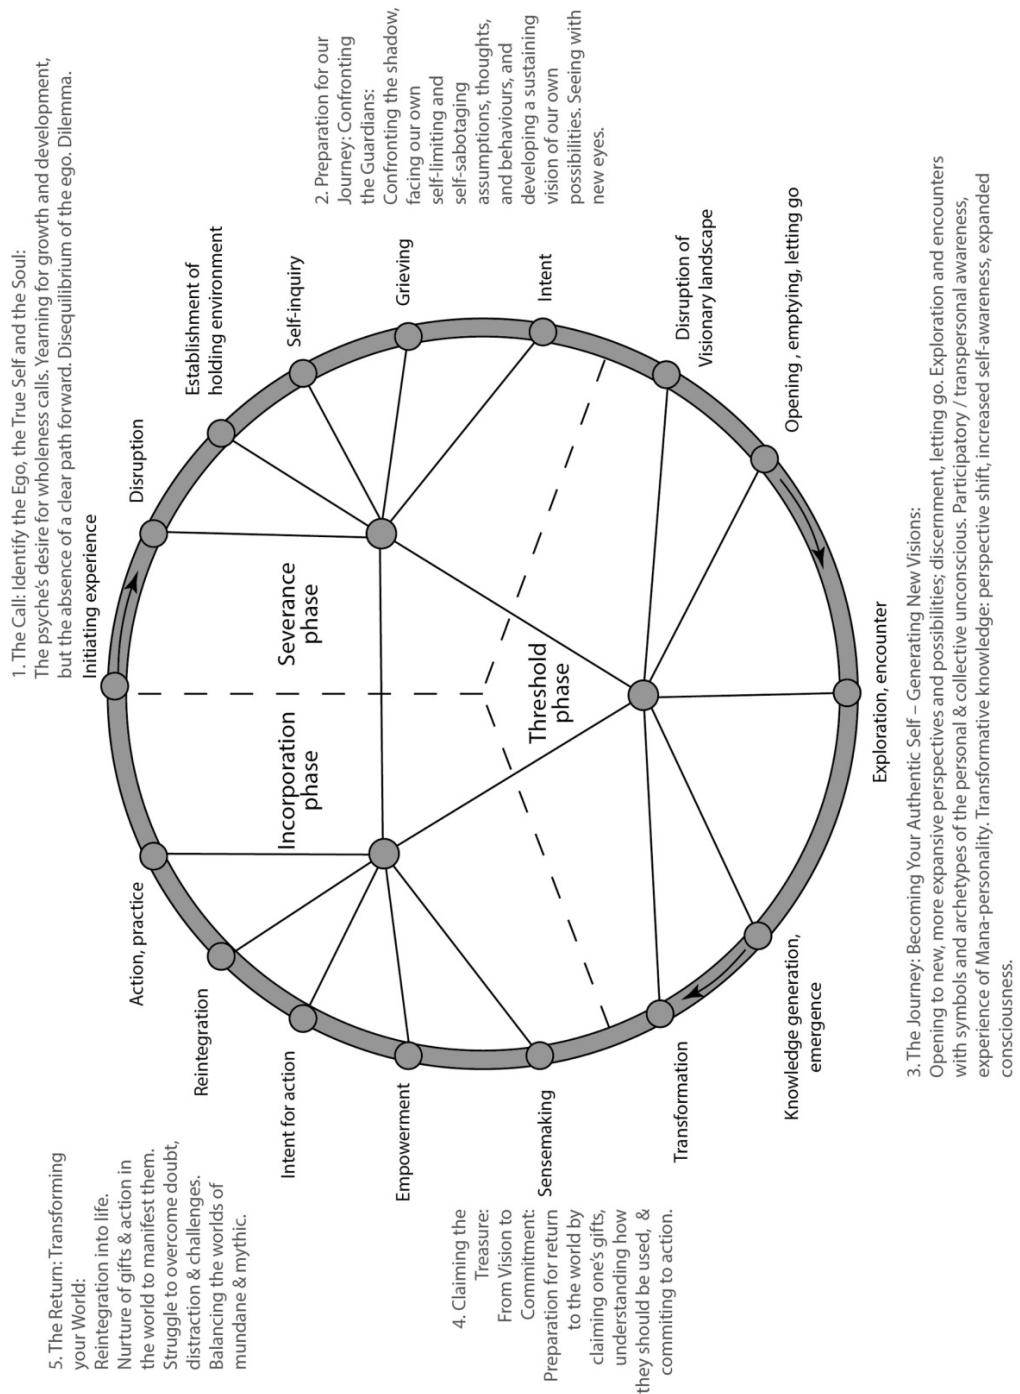 1. The Call: Identify the Ego, the True Self and the Soul:
The psyche's desire for wholeness calls. Yearning for growth and development,
but the absence of a clear path forward. Disequilibrium of the ego. Dilemma.
Initiating experience
Disruption
Establishment of
holding environment
Self-inquiry
Grieving
Intent
2. Preparation for our
Journey: Confronting
the Guardians:
Confronting the shadow,
facing our own
self-limiting and
self-sabotaging
assumptions, thoughts,
and behaviours, and
developing a sustaining
vision of our own
possibilities. Seeing with
new eyes.
Disruption of
Visionary landscape
Opening , emptying, letting go
Exploration, encounter
Knowledge generation,
emergence
Transformation
3. The Journey: Becoming Your Authentic Self – Generating New Visions:
Opening to new, more expansive perspectives and possibilities; discernment, letting go. Exploration and encounters
with symbols and archetypes of the personal & collective unconscious. Participatory / transpersonal awareness,
experience of Mana-personality. Transformative knowledge: perspective shift, increased self-awareness, expanded
consciousness.
Sensemaking
Empowerment
Intent for action
Reintegration
Action, practice
4. Claiming the
Treasure:
From Vision to
Commitment:
Preparation for return
to the world by
claiming one's gifts,
understanding how
they should be used, &
commiting to action.
5. The Return: Transforming
your World:
Reintegration into life.
Nurture of gifts & action in
the world to manifest them.
Struggle to overcome doubt,
distraction & challenges.
Balancing the worlds of
mundane & mythic.
Incorporation
phase
Severance
phase
Threshold
phase